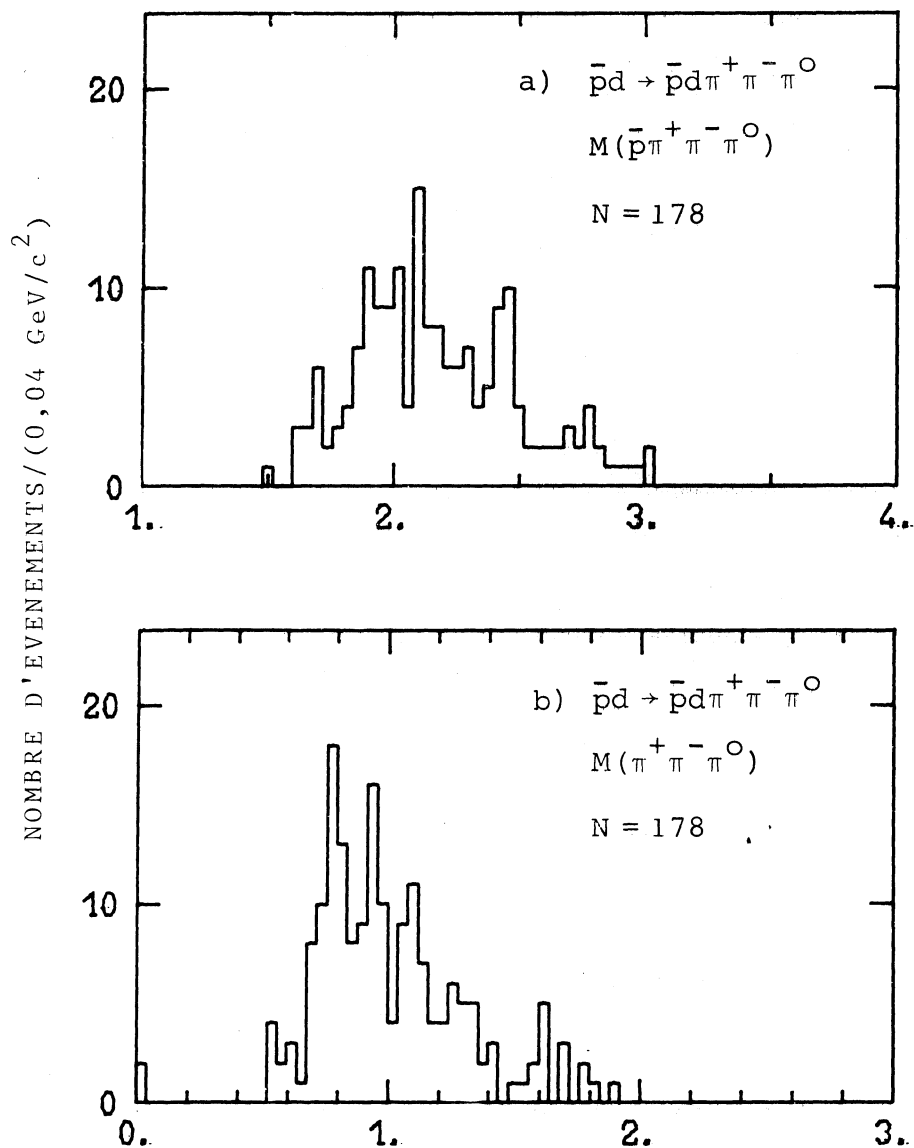 NOMBRE D'EVENEMENTS/(0,04 GeV/c²)
20
10
0
1.
2.
3.
4.
a) p̄d → p̄dπ⁺π⁻π⁰
M(p̄π⁺π⁻π⁰)
N = 178
20
10
0
0.
1.
2.
3.
b) p̄d → p̄dπ⁺π⁻π⁰
M(π⁺π⁻π⁰)
N = 178